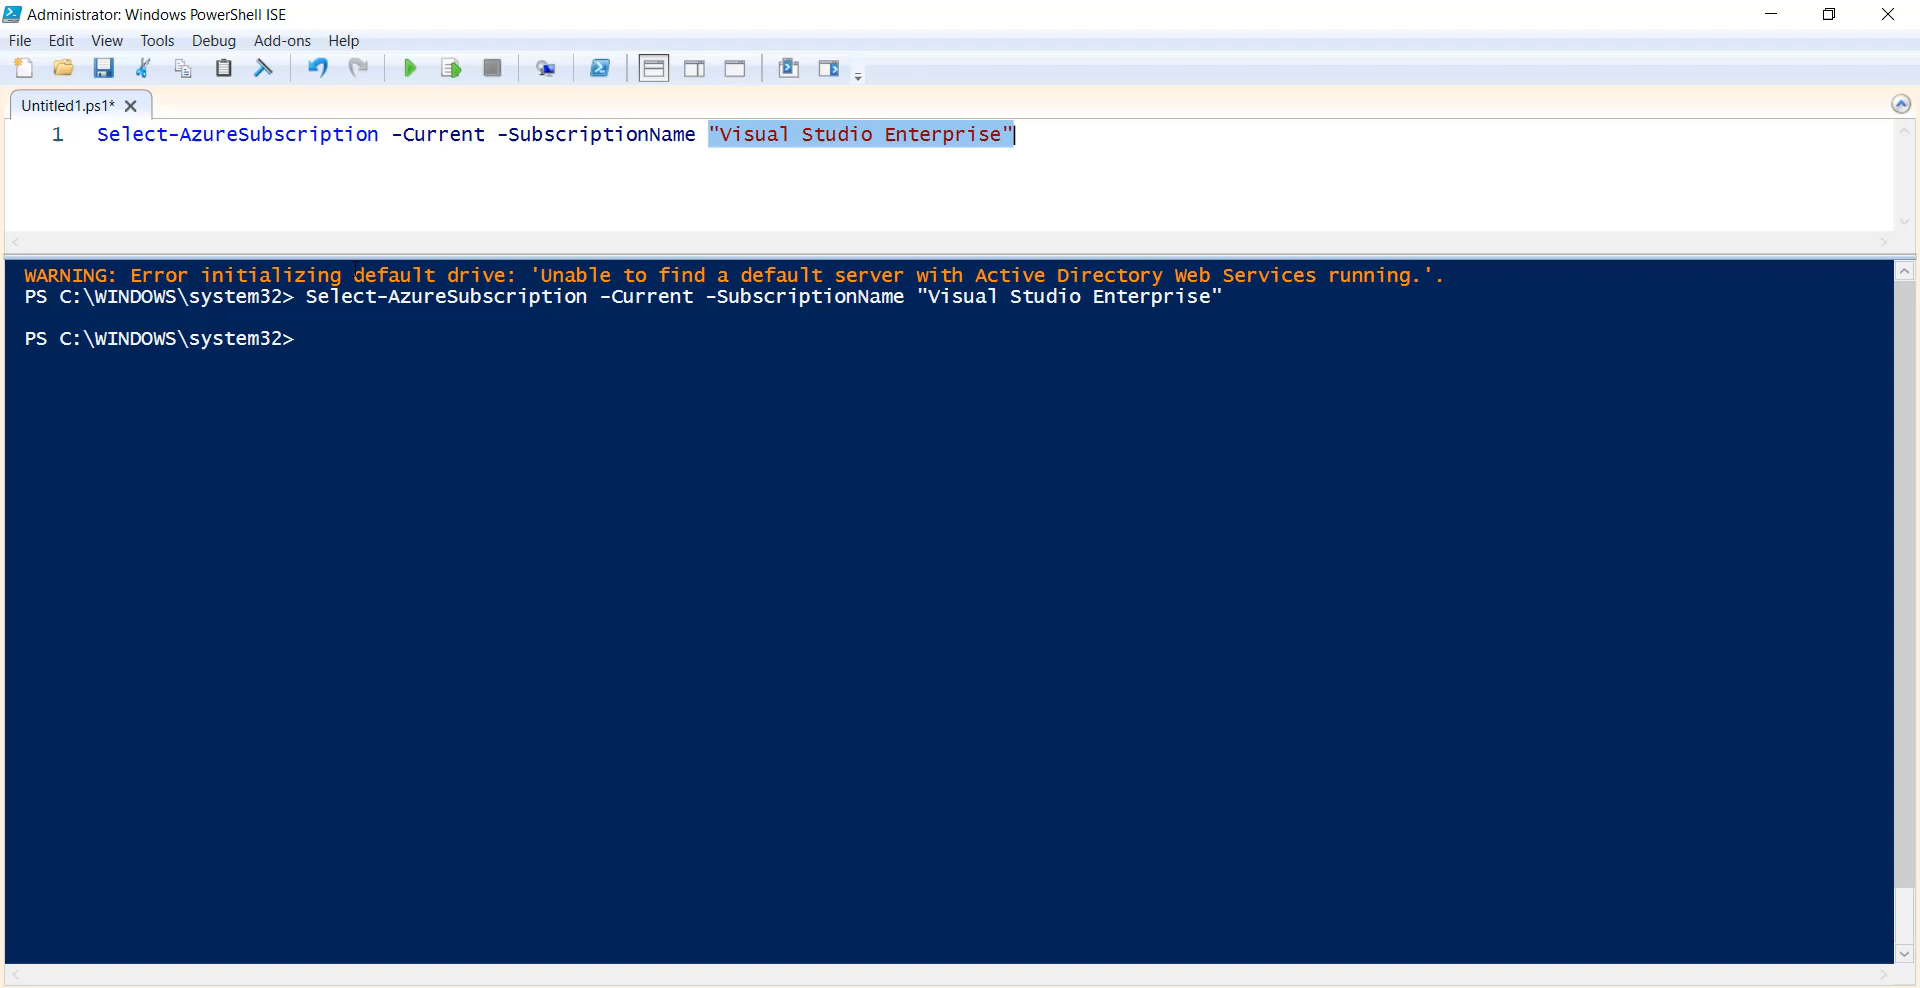 Administrator: Windows PowerShell ISE
File Edit View Tools Debug Add-ons Help
Untitled1.ps1*
1 Select-AzureSubscription -Current -SubscriptionName "Visual Studio Enterprise"
WARNING: Error initializing default drive: 'Unable to find a default server with Active Directory Web Services running.'.
PS C:\WINDOWS\system32> Select-AzureSubscription -Current -SubscriptionName "Visual Studio Enterprise"
PS C:\WINDOWS\system32>